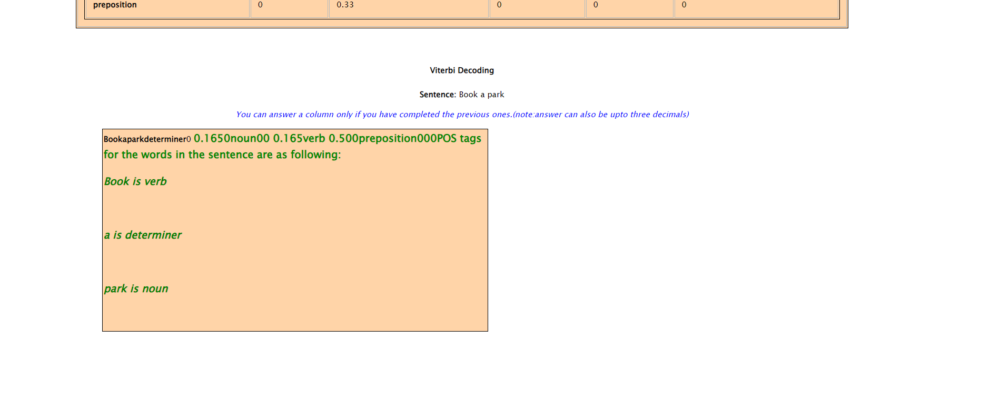 preposition 0 0.33 0 0 0
Viterbi Decoding
Sentence: Book a park
You can answer a column only if you have completed the previous ones.(note:answer can also be upto three decimals)
Bookaparkdeterminer0 0.1650noun00 0.165verb 0.500preposition000POS tags
for the words in the sentence are as following:
Book is verb
a is determiner
park is noun